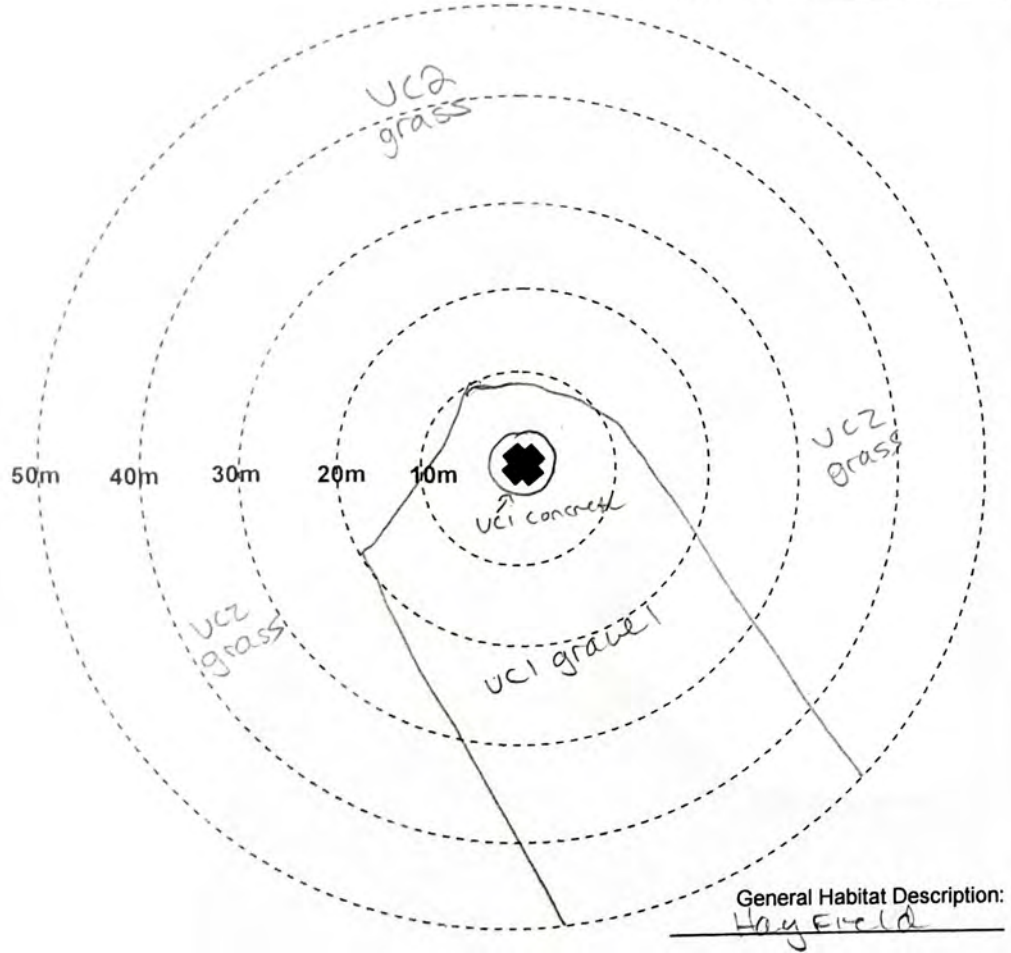 UC2
grass
UC2
grass
50m 40m 30m 20m 10m
UC1 concrete
UC2
grass
UC1 gravel
General Habitat Description:
Hay Field